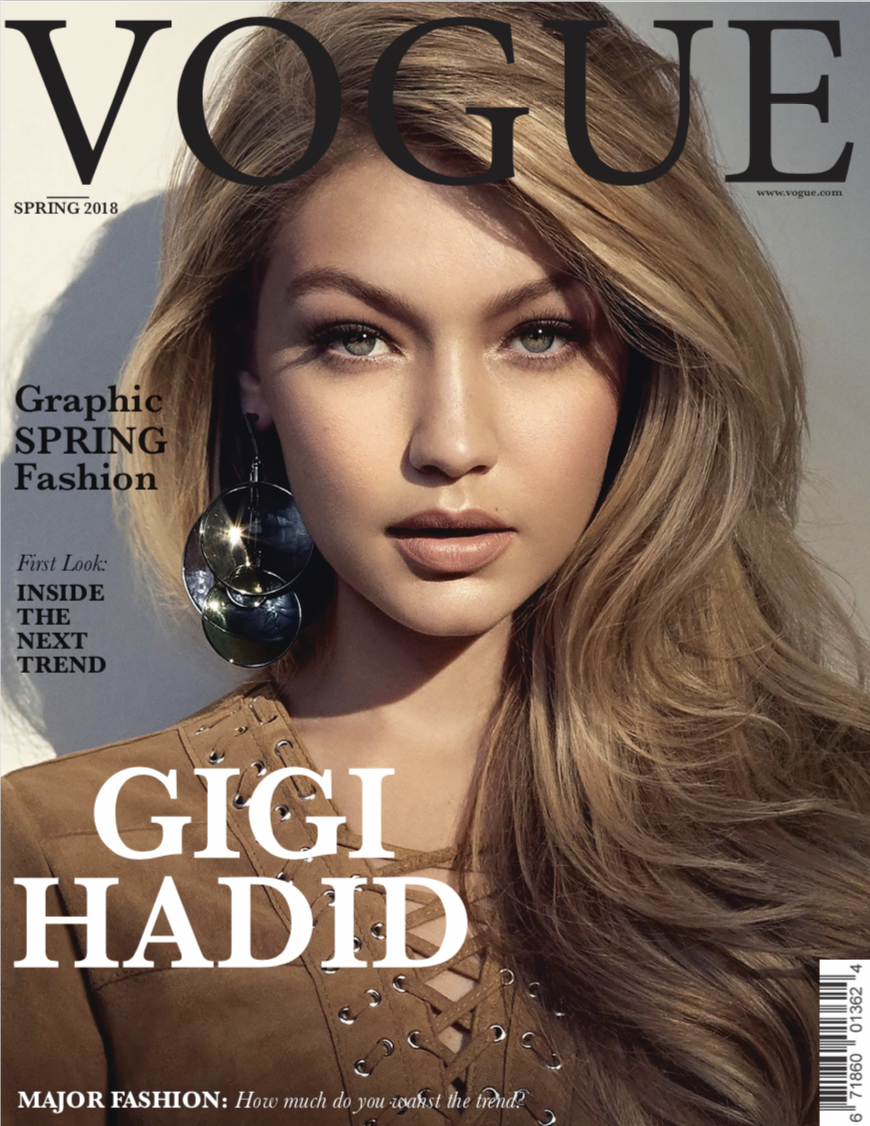 VOGUE
SPRING 2018
www.vogue.com
Graphic
SPRING
Fashion
First Look:
INSIDE
THE
NEXT
TREND
GIGI
HADID
MAJOR FASHION: How much do you wanst the trend?
6 71860 01362 4